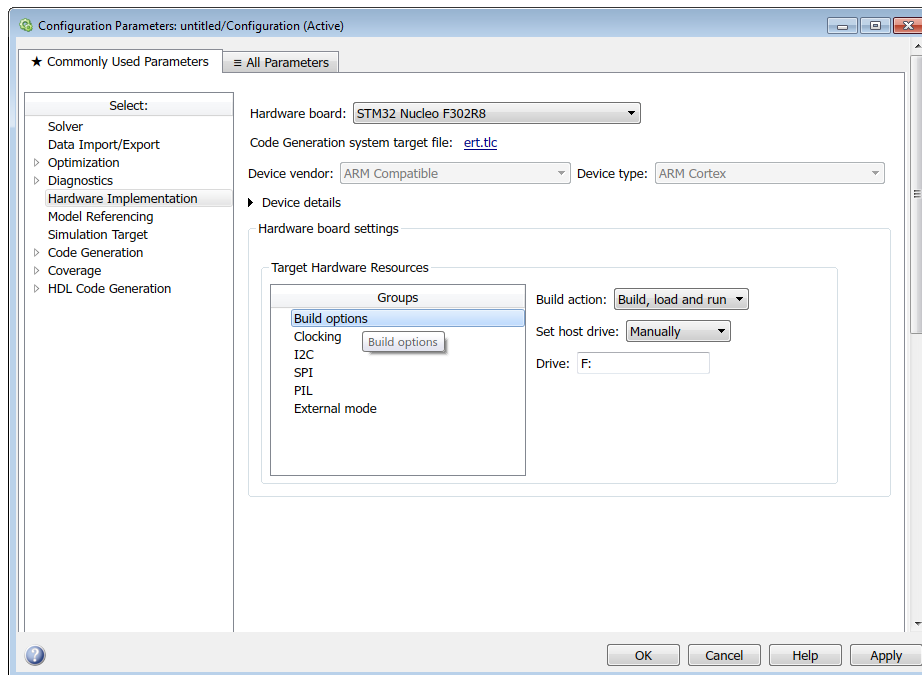 Configuration Parameters: untitled/Configuration (Active)
★ Commonly Used Parameters
≡ All Parameters
Select:
Solver
Data Import/Export
Optimization
Diagnostics
Hardware Implementation
Model Referencing
Simulation Target
Code Generation
Coverage
HDL Code Generation
Hardware board: STM32 Nucleo F302R8
Code Generation system target file: ert.tlc
Device vendor: ARM Compatible Device type: ARM Cortex
Device details
Hardware board settings
Target Hardware Resources
Groups
Build options
Clocking
Build options
I2C
SPI
PIL
External mode
Build action: Build, load and run
Set host drive: Manually
Drive: F:
OK Cancel Help Apply